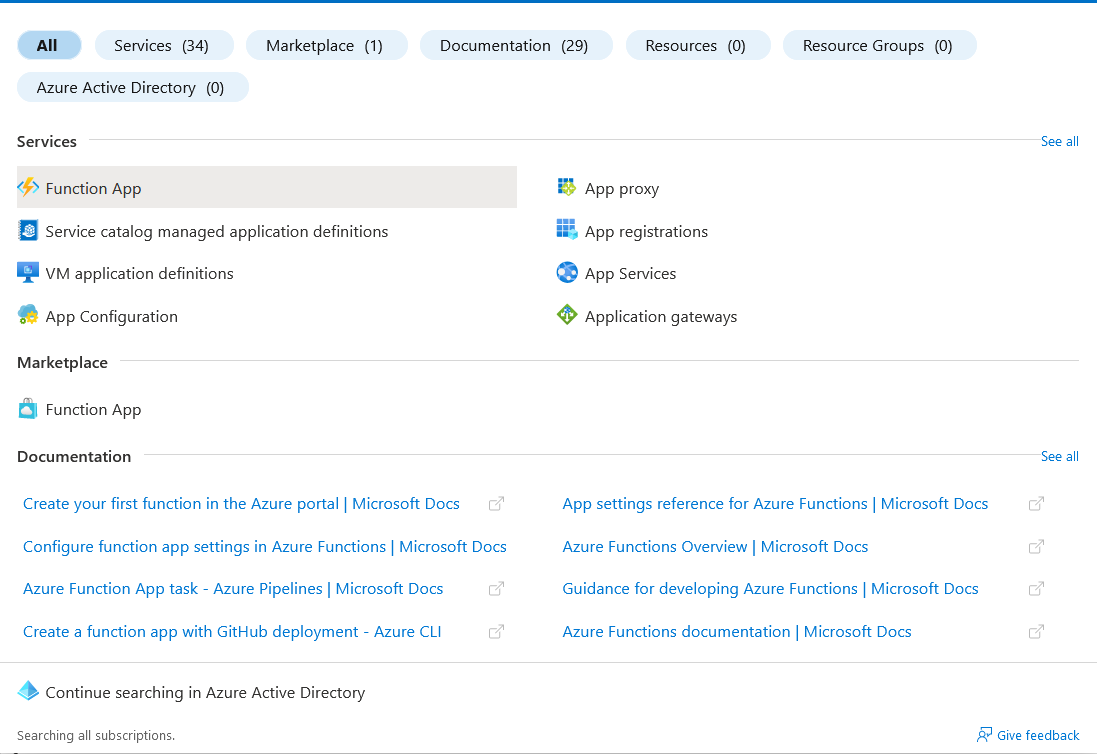 All Services (34) Marketplace (1) Documentation (29) Resources (0) Resource Groups (0)
Azure Active Directory (0)
Services See all
Function App App proxy
Service catalog managed application definitions App registrations
VM application definitions App Services
App Configuration Application gateways
Marketplace
Function App
Documentation See all
Create your first function in the Azure portal | Microsoft Docs App settings reference for Azure Functions | Microsoft Docs
Configure function app settings in Azure Functions | Microsoft Docs Azure Functions Overview | Microsoft Docs
Azure Function App task - Azure Pipelines | Microsoft Docs Guidance for developing Azure Functions | Microsoft Docs
Create a function app with GitHub deployment - Azure CLI Azure Functions documentation | Microsoft Docs
Continue searching in Azure Active Directory
Searching all subscriptions. Give feedback